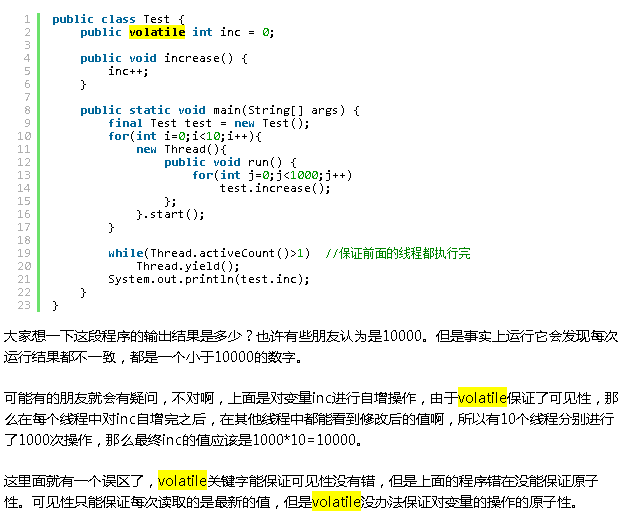 1 public class Test {
2 public volatile int inc = 0;
3
4 public void increase() {
5 inc++;
6 }
7
8 public static void main(String[] args) {
9 final Test test = new Test();
10 for(int i=0;i<10;i++){
11 new Thread(){
12 public void run() {
13 for(int j=0;j<1000;j++)
14 test.increase();
15 };
16 }.start();
17 }
18
19 while(Thread.activeCount()>1) //保证前面的线程都执行完
20 Thread.yield();
21 System.out.println(test.inc);
22 }
23 }
大家想一下这段程序的输出结果是多少？也许有些朋友认为是10000。但是事实上运行它会发现每次
运行结果都不一致，都是一个小于10000的数字。
可能有的朋友就会有疑问，不对啊，上面是对变量inc进行自增操作，由于volatile保证了可见性，那
么在每个线程中对inc自增完之后，在其他线程中都能看到修改后的值啊，所以有10个线程分别进行
了1000次操作，那么最终inc的值应该是1000*10=10000。
这里面就有一个误区了，volatile关键字能保证可见性没有错，但是上面的程序错在没能保证原子
性。可见性只能保证每次读取的是最新的值，但是volatile没办法保证对变量的操作的原子性。